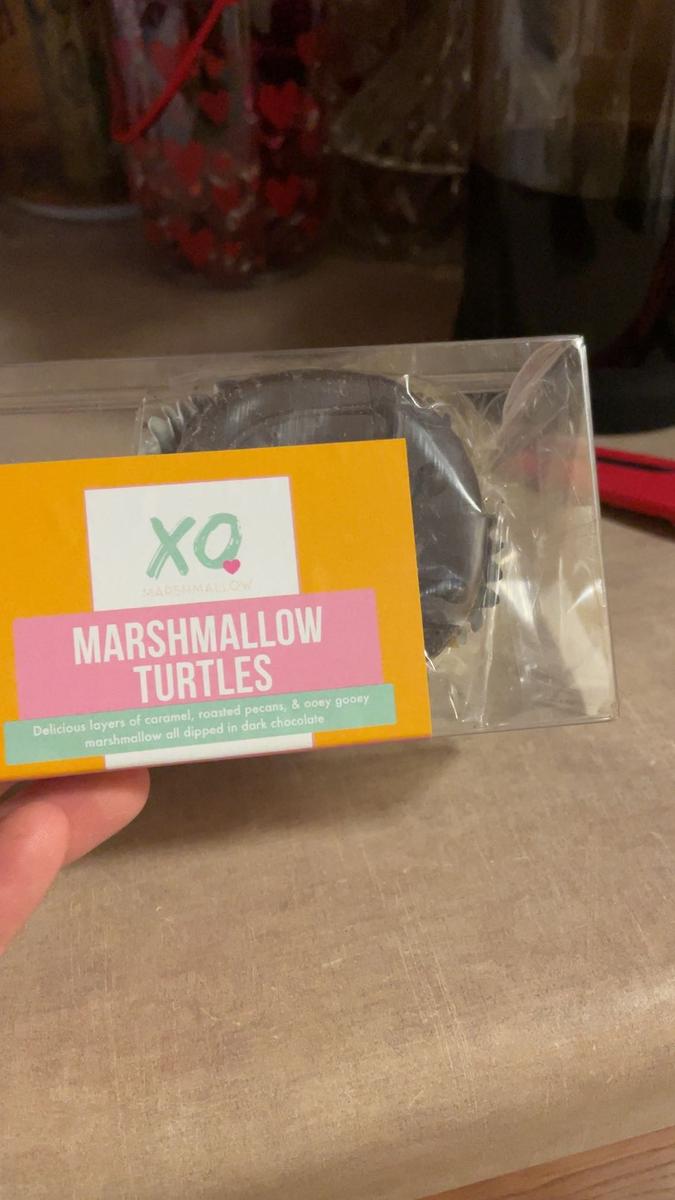 XO
MARSHMALLOW
MARSHMALLOW
TURTLES
Delicious layers of caramel, roasted pecans, & ooey gooey
marshmallow all dipped in dark chocolate